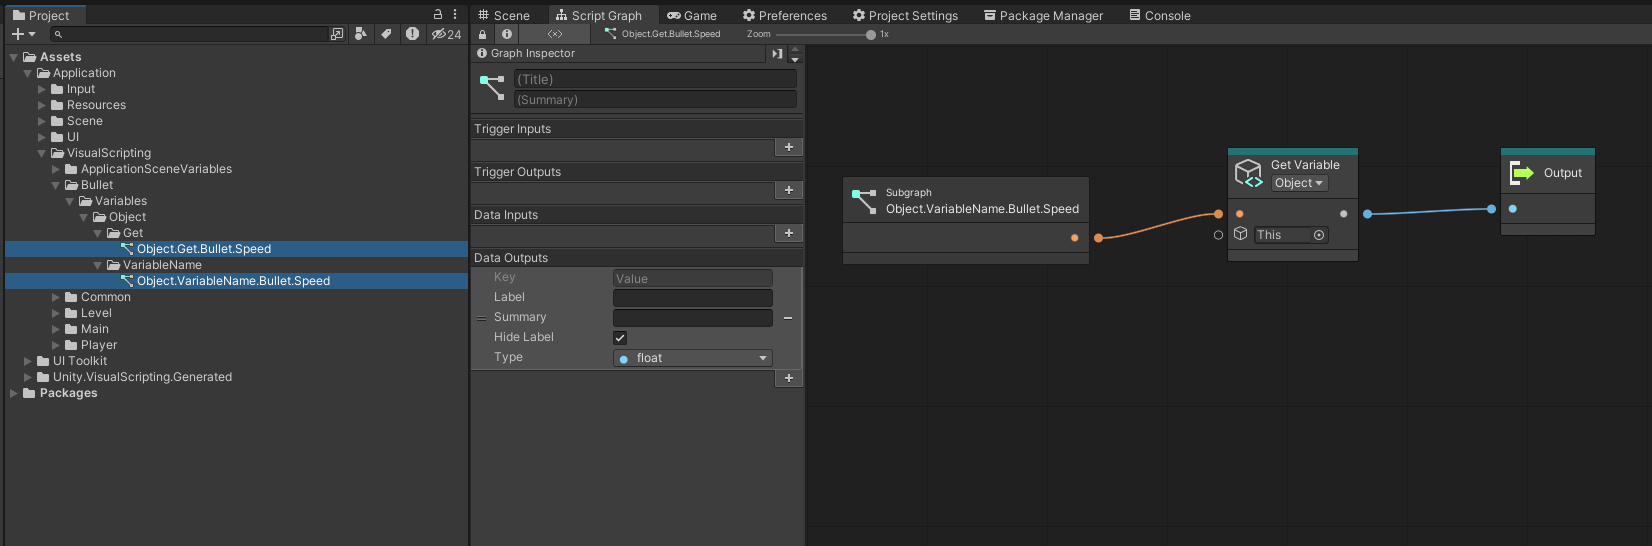 Project
24
Assets
Application
Input
Resources
Scene
UI
VisualScripting
ApplicationSceneVariables
Bullet
Variables
Object
Get
Object.Get.Bullet.Speed
VariableName
Object.VariableName.Bullet.Speed
Common
Level
Main
Player
UI Toolkit
Unity.VisualScripting.Generated
Packages
Scene
Script Graph
Game
Preferences
Project Settings
Package Manager
Console
Object.Get.Bullet.Speed
Zoom
1x
Graph Inspector
(Title)
(Summary)
Trigger Inputs
Trigger Outputs
Data Inputs
Data Outputs
Key
Value
Label
Summary
Hide Label
Type
float
Subgraph
Object.VariableName.Bullet.Speed
Get Variable
Object
This
Output